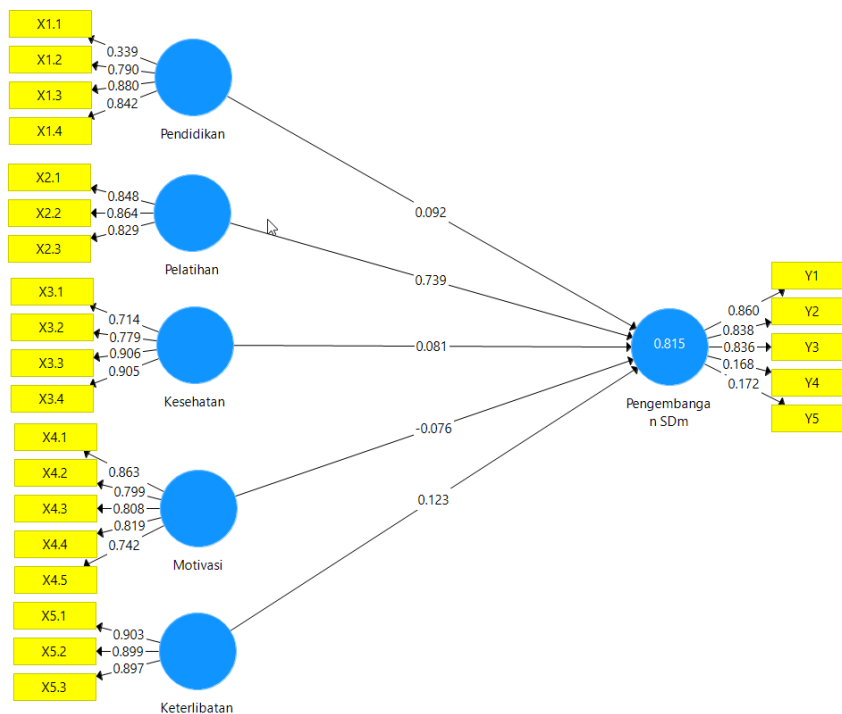 X1.1
0.339
X1.2
0.790
X1.3
0.880
0.842
X1.4
Pendidikan
0.092
X2.1
0.848
X2.2
0.864
0.829
X2.3
Pelatihan
0.739
X3.1
0.714
X3.2
0.779
X3.3
0.906
0.905
X3.4
Kesehatan
0.081
X4.1
0.863
X4.2
0.799
X4.3
0.808
0.819
X4.4
0.742
X4.5
Motivasi
-0.076
X5.1
0.903
X5.2
0.899
0.897
X5.3
Keterlibatan
0.123
0.815
Pengembanga
n SDm
Y1
0.860
Y2
0.838
0.836
Y3
0.168
Y4
0.172
Y5